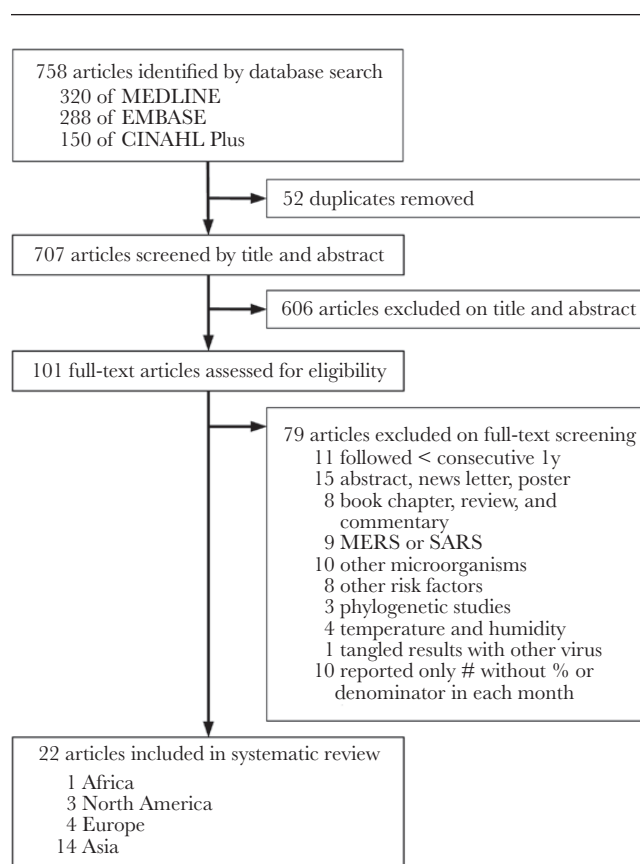 758 articles identified by database search
320 of MEDLINE
288 of EMBASE
150 of CINAHL Plus
52 duplicates removed
707 articles screened by title and abstract
606 articles excluded on title and abstract
101 full-text articles assessed for eligibility
79 articles excluded on full-text screening
11 followed < consecutive 1y
15 abstract, news letter, poster
8 book chapter, review, and
commentary
9 MERS or SARS
10 other microorganisms
8 other risk factors
3 phylogenetic studies
4 temperature and humidity
1 tangled results with other virus
10 reported only # without % or
denominator in each month
22 articles included in systematic review
1 Africa
3 North America
4 Europe
14 Asia